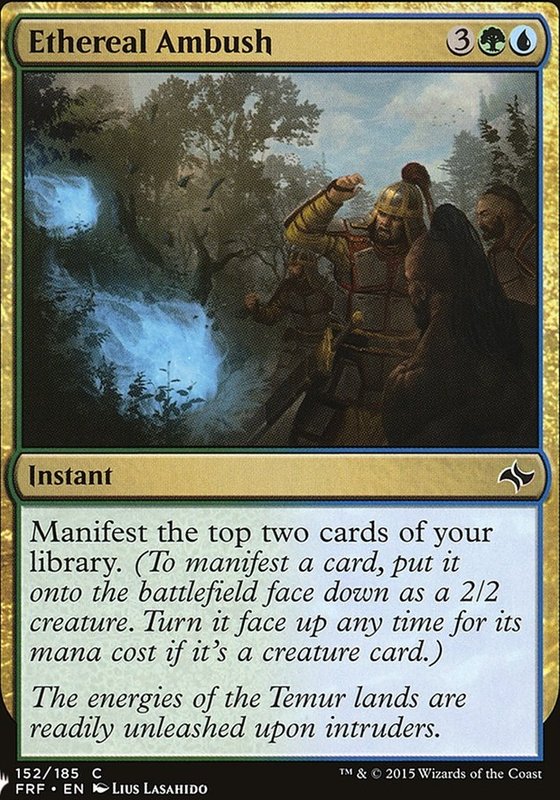 Ethereal Ambush 3
Instant
Manifest the top two cards of your
library. (To manifest a card, put it
onto the battlefield face down as a 2/2
creature. Turn it face up any time for its
mana cost if it's a creature card.)
The energies of the Temur lands are
readily unleashed upon intruders.
152/185 C
FRF • EN Lius Lasahido
™ & © 2015 Wizards of the Coast